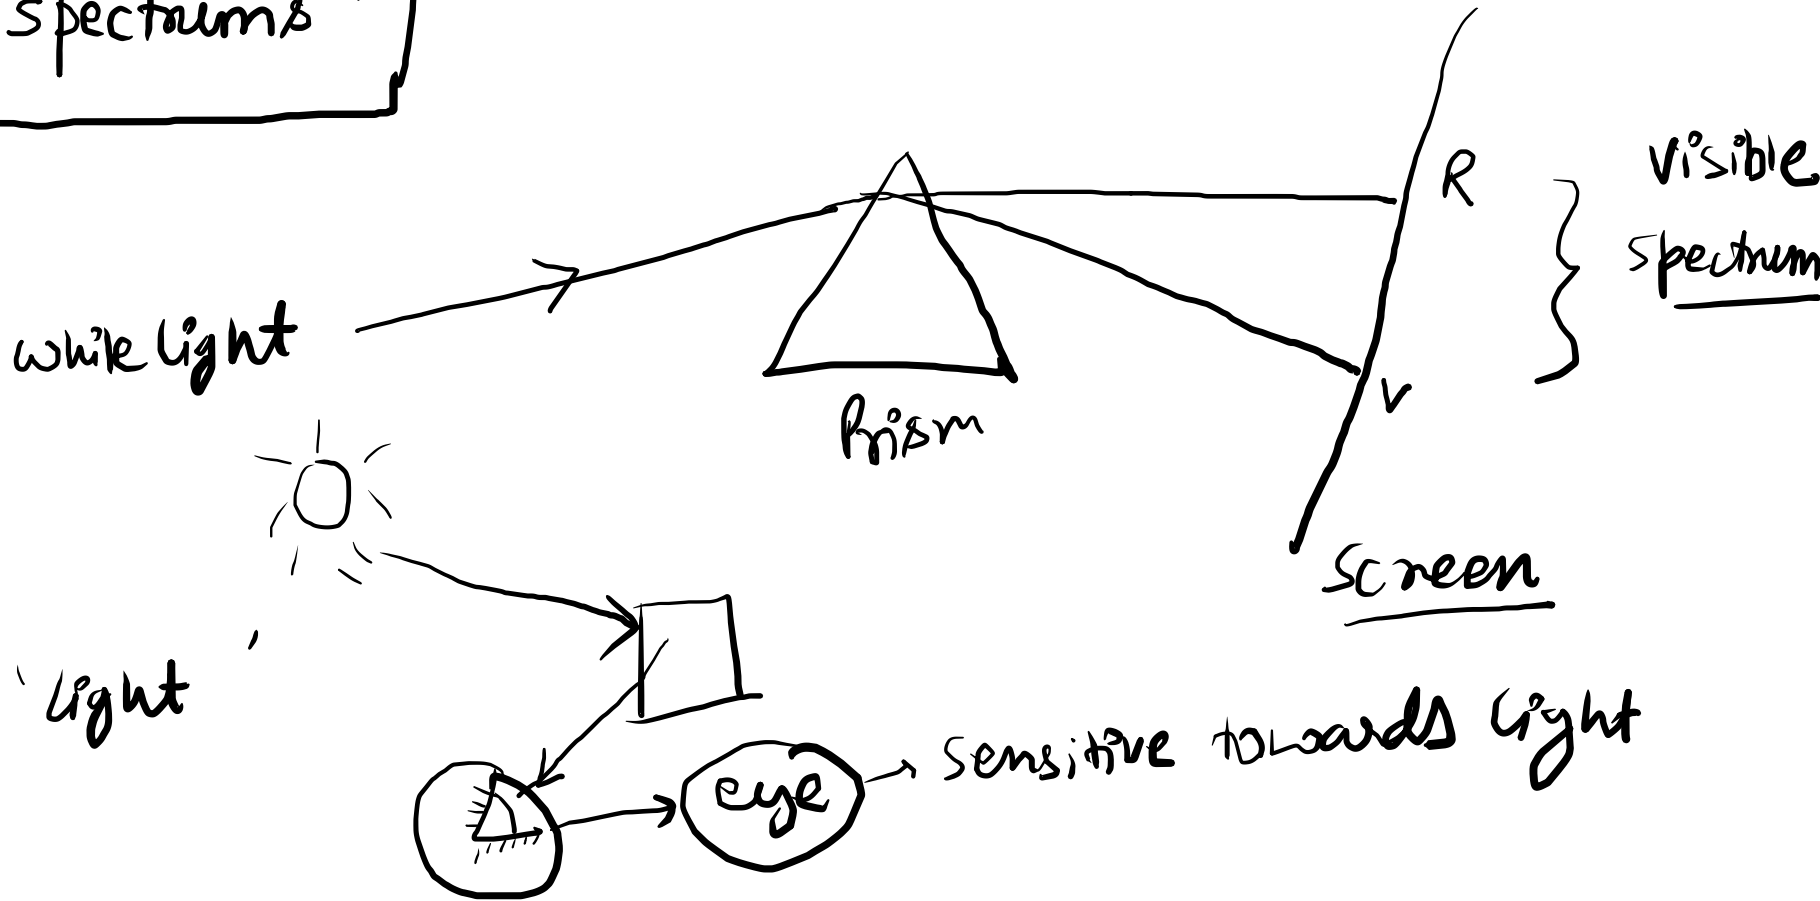 spectrums
R
visible
spectrum
white light
V
Prism
screen
'light'
eye
sensitive towards light